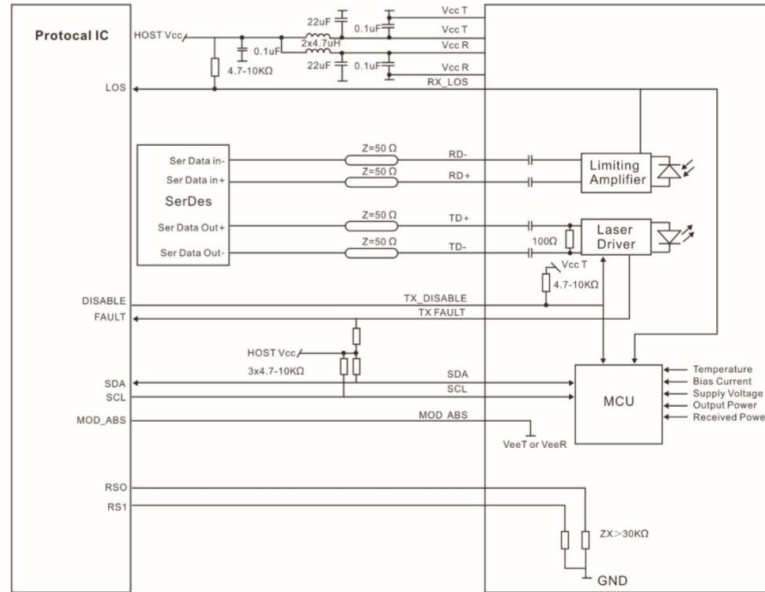 Protocal IC
HOST Vcc
0.1uF
4.7-10KΩ
22uF
0.1uF
2x4.7uH
22uF
0.1uF
Vcc T
Vcc T
Vcc R
Vcc R
LOS
RX_LOS
SerDes
Ser Data in-
Z=50 Ω
RD-
Ser Data in+
Z=50 Ω
RD+
Limiting
Amplifier
Ser Data Out+
Z=50 Ω
TD+
Ser Data Out-
Z=50 Ω
TD-
100Ω
Laser
Driver
Vcc T
4.7-10KΩ
DISABLE
TX_DISABLE
FAULT
TX FAULT
HOST Vcc
3x4.7-10KΩ
SDA
SDA
SCL
SCL
MCU
Temperature
Bias Current
Supply Voltage
Output Power
Received Power
MOD_ABS
MOD ABS
VeeT or VeeR
RSO
RS1
ZX>30KΩ
GND